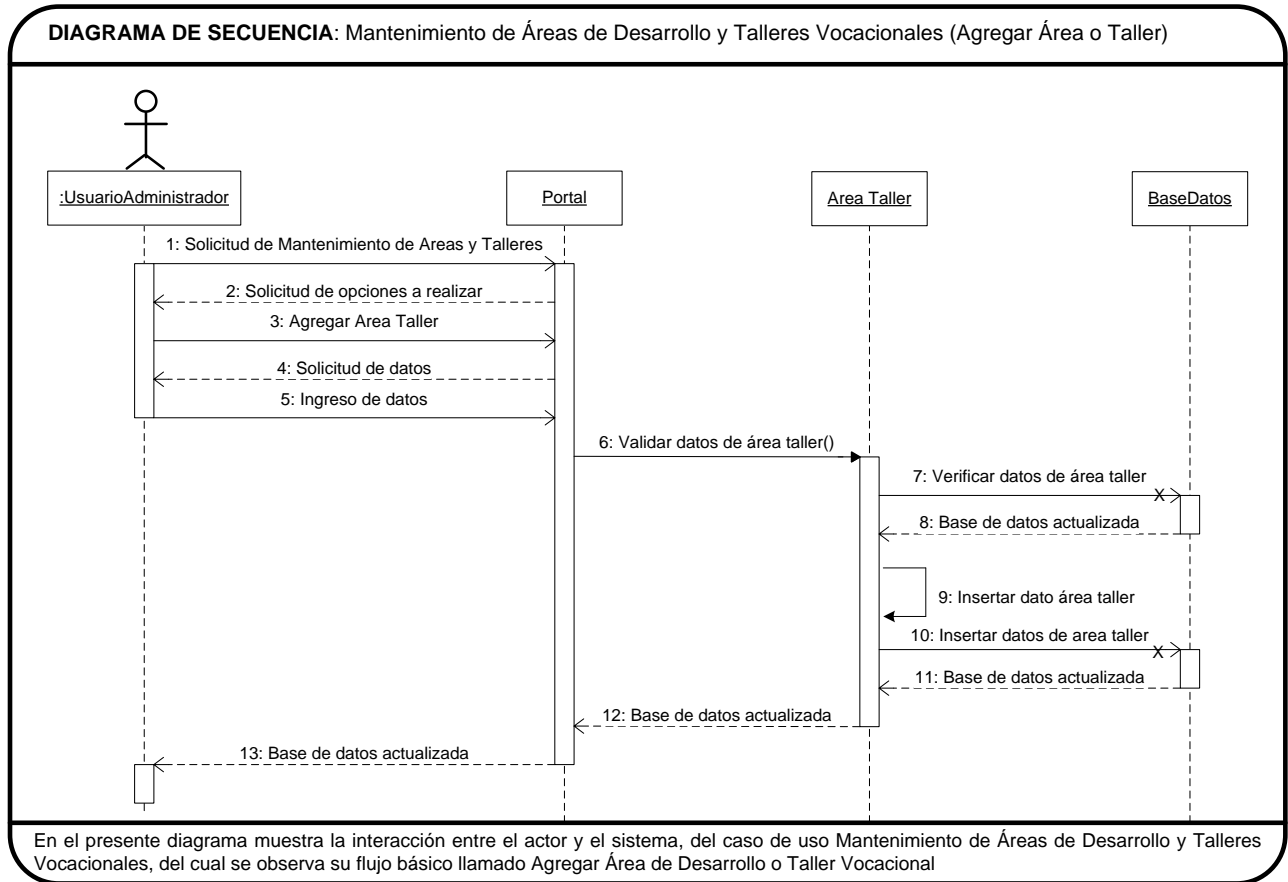 DIAGRAMA DE SECUENCIA: Mantenimiento de Áreas de Desarrollo y Talleres Vocacionales (Agregar Área o Taller)
:UsuarioAdministrador
Portal
Area Taller
BaseDatos
1: Solicitud de Mantenimiento de Areas y Talleres
2: Solicitud de opciones a realizar
3: Agregar Area Taller
4: Solicitud de datos
5: Ingreso de datos
6: Validar datos de área taller()
7: Verificar datos de área taller
X
8: Base de datos actualizada
9: Insertar dato área taller
10: Insertar datos de area taller
X
11: Base de datos actualizada
12: Base de datos actualizada
13: Base de datos actualizada
En el presente diagrama muestra la interacción entre el actor y el sistema, del caso de uso Mantenimiento de Áreas de Desarrollo y Talleres
Vocacionales, del cual se observa su flujo básico llamado Agregar Área de Desarrollo o Taller Vocacional